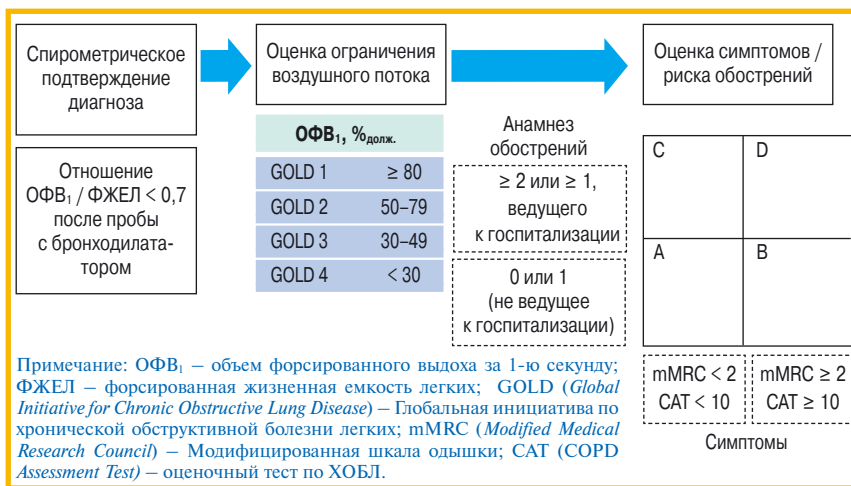 Спирометрическое
подтверждение
диагноза
Оценка ограничения
воздушного потока
Оценка симптомов /
риска обострений
Отношение
ОФВ₁ / ФЖЕЛ < 0,7
после пробы
с бронходилата-
тором
ОФВ₁, %долж.
GOLD 1 ≥ 80
GOLD 2 50–79
GOLD 3 30–49
GOLD 4 < 30
Анамнез
обострений
≥ 2 или ≥ 1,
ведущего
к госпитализации
0 или 1
(не ведущее
к госпитализации)
C D
A B
mMRC < 2
CAT < 10
mMRC ≥ 2
CAT ≥ 10
Симптомы
Примечание: ОФВ₁ – объем форсированного выдоха за 1-ю секунду;
ФЖЕЛ – форсированная жизненная емкость легких; GOLD (Global
Initiative for Chronic Obstructive Lung Disease) – Глобальная инициатива по
хронической обструктивной болезни легких; mMRC (Modified Medical
Research Council) – Модифицированная шкала одышки; CAT (COPD
Assessment Test) – оценочный тест по ХОБЛ.